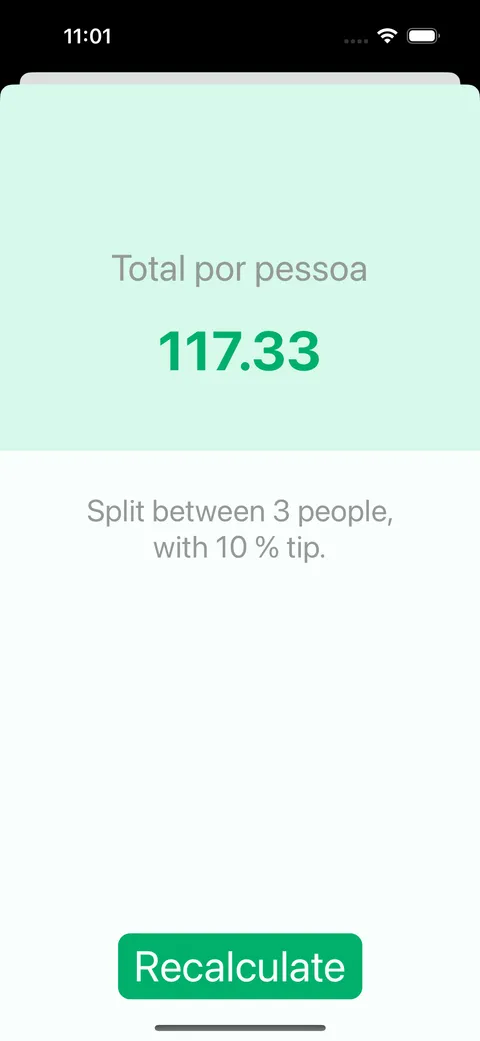 11:01
Total por pessoa
117.33
Split between 3 people,
with 10 % tip.
Recalculate